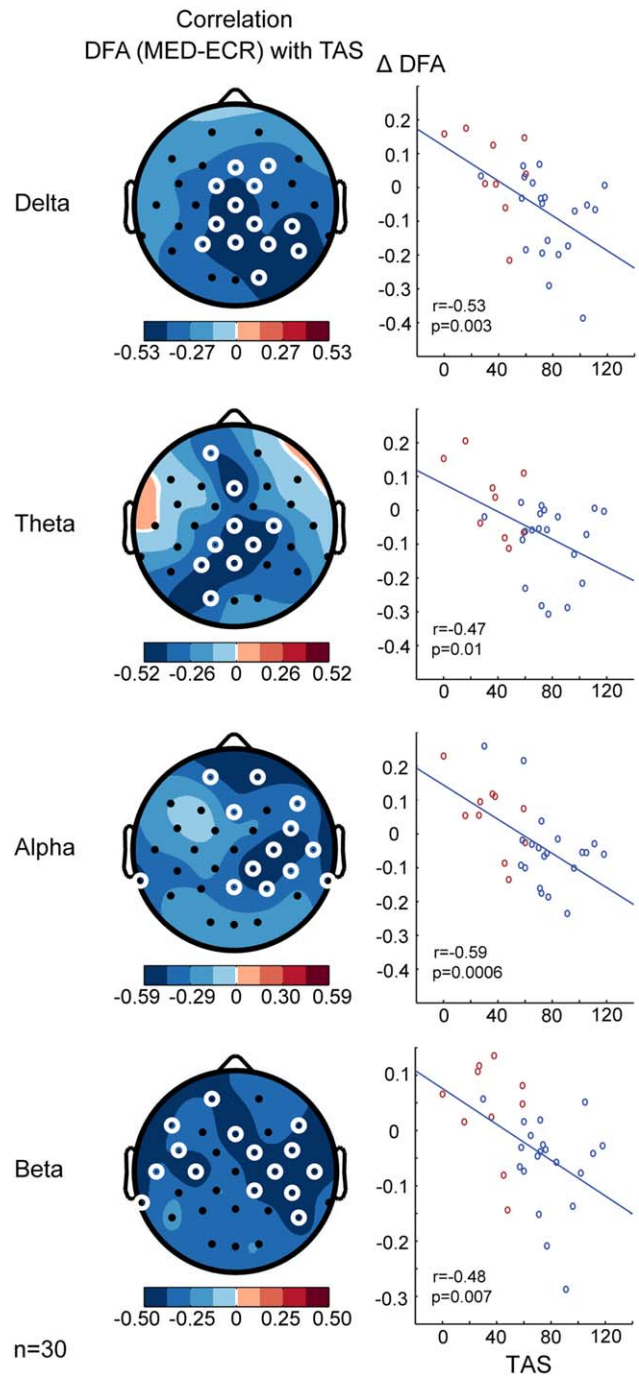 Correlation
DFA (MED-ECR) with TAS
Δ DFA
Delta
-0.53 -0.27 0 0.27 0.53
0.2
0.1
0
-0.1
-0.2
-0.3
-0.4
r=-0.53
p=0.003
0 40 80 120
Theta
-0.52 -0.26 0 0.26 0.52
0.2
0.1
0
-0.1
-0.2
-0.3
-0.4
r=-0.47
p=0.01
0 40 80 120
Alpha
-0.59 -0.29 0 0.30 0.59
0.2
0.1
0
-0.1
-0.2
-0.3
-0.4
r=-0.59
p=0.0006
0 40 80 120
Beta
-0.50 -0.25 0 0.25 0.50
0.1
0
-0.1
-0.2
-0.3
r=-0.48
p=0.007
0 40 80 120
TAS
n=30